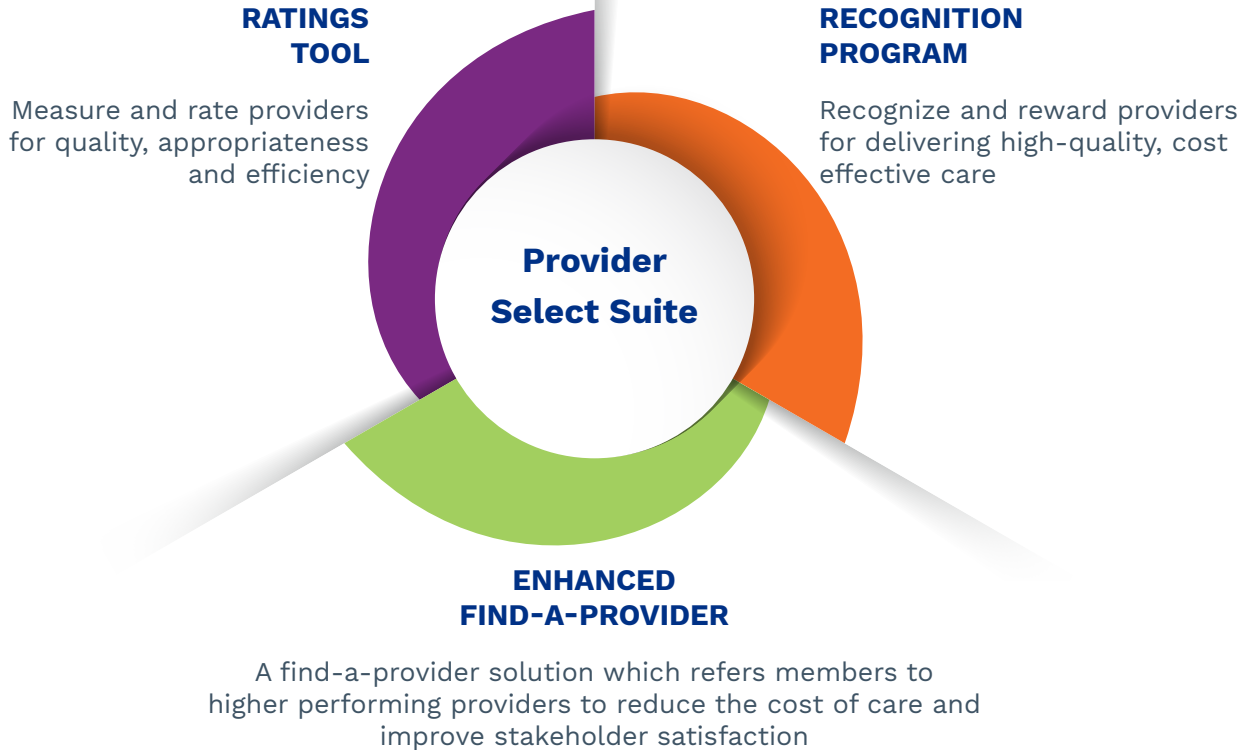 RATINGS
TOOL
Measure and rate providers
for quality, appropriateness
and efficiency
RECOGNITION
PROGRAM
Recognize and reward providers
for delivering high-quality, cost
effective care
Provider
Select Suite
ENHANCED
FIND-A-PROVIDER
A find-a-provider solution which refers members to
higher performing providers to reduce the cost of care and
improve stakeholder satisfaction